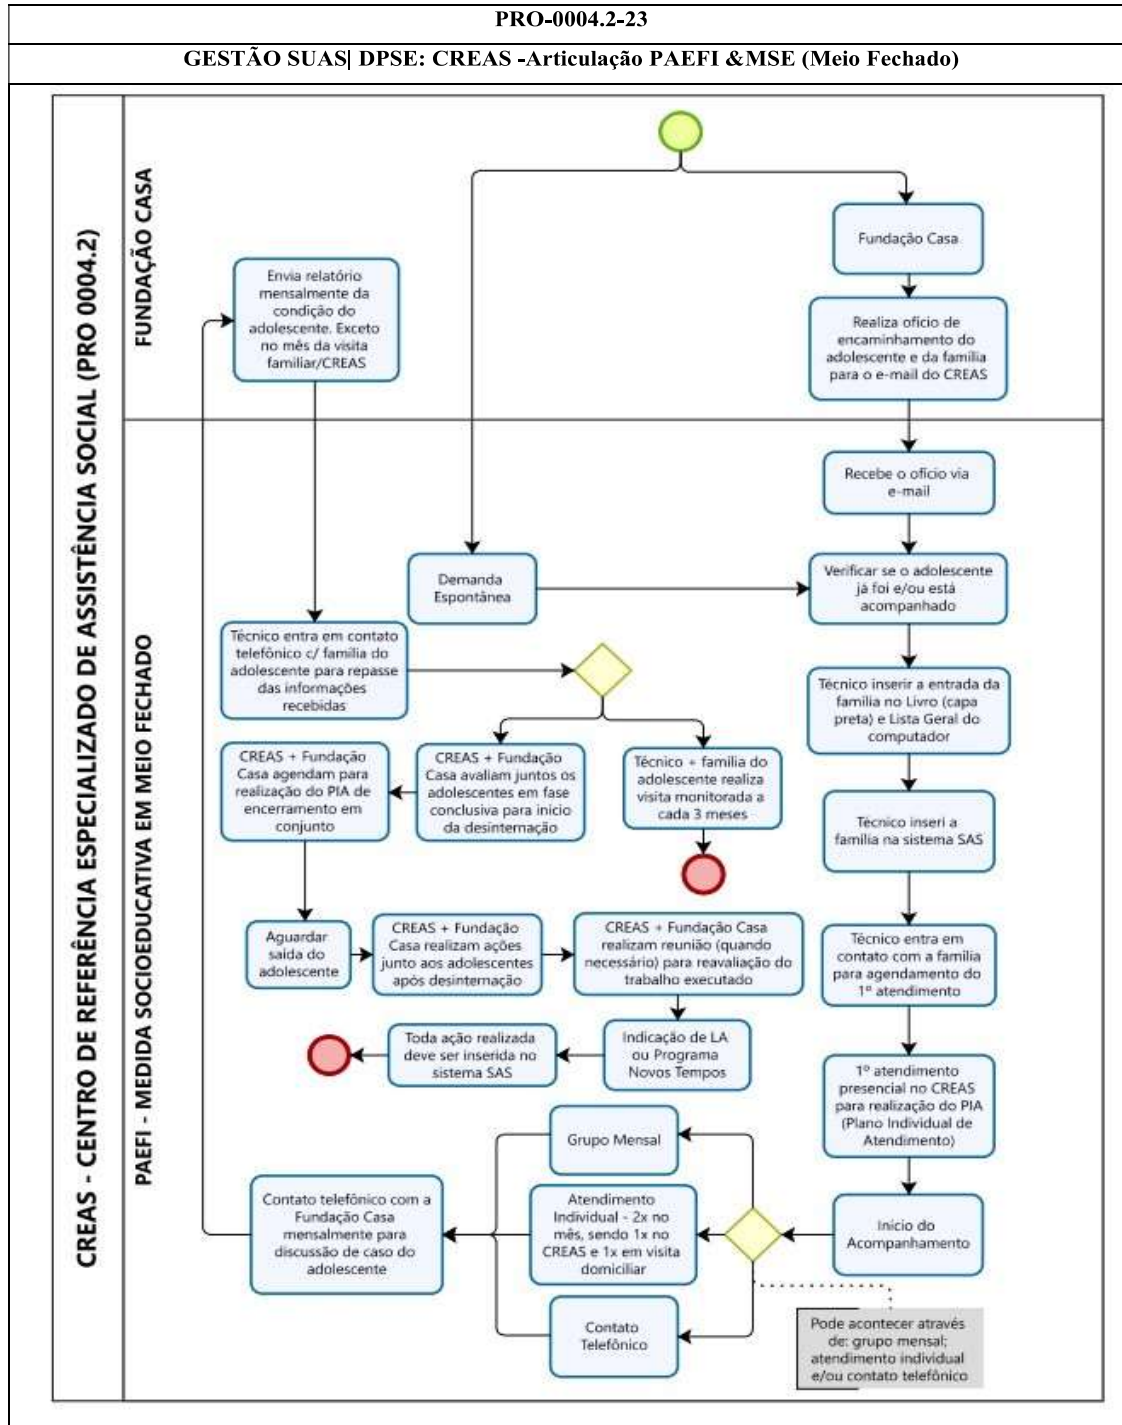 PRO-0004.2-23
GESTÃO SUAS| DPSE: CREAS -Articulação PAEFI &MSE (Meio Fechado)
CREAS - CENTRO DE REFERÊNCIA ESPECIALIZADO DE ASSISTÊNCIA SOCIAL (PRO 0004.2)
FUNDAÇÃO CASA
Fundação Casa
Realiza ofício de
encaminhamento do
adolescente e da família
para o e-mail do CREAS
Envia relatório
mensalmente da
condição do
adolescente. Exceto
no mês da visita
familiar/CREAS
PAEFI - MEDIDA SOCIOEDUCATIVA EM MEIO FECHADO
Recebe o ofício via
e-mail
Demanda
Espontânea
Verificar se o adolescente
já foi e/ou está
acompanhado
Técnico inserir a entrada da
família no Livro (capa
preta) e Lista Geral do
computador
Técnico inseri a
família na sistema SAS
Técnico entra em
contato com a família
para agendamento do
1º atendimento
1º atendimento
presencial no CREAS
para realização do PIA
(Plano Individual de
Atendimento)
Início do
Acompanhamento
Pode acontecer através
de: grupo mensal;
atendimento individual
e/ou contato telefônico
Grupo Mensal
Atendimento
Individual - 2x no
mês, sendo 1x no
CREAS e 1x em visita
domiciliar
Contato
Telefônico
Contato telefônico com a
Fundação Casa
mensalmente para
discussão de caso do
adolescente
Técnico entra em contato
telefônico c/ família do
adolescente para repasse
das informações
recebidas
Técnico + família do
adolescente realiza
visita monitorada a
cada 3 meses
CREAS + Fundação
Casa avaliam juntos os
adolescentes em fase
conclusiva para inicio
da desinternação
CREAS + Fundação
Casa agendam para
realização do PIA de
encerramento em
conjunto
Aguardar
saída do
adolescente
CREAS + Fundação
Casa realizam ações
junto aos adolescentes
após desinternação
CREAS + Fundação Casa
realizam reunião (quando
necessário) para reavaliação do
trabalho executado
Indicação de LA
ou Programa
Novos Tempos
Toda ação realizada
deve ser inserida no
sistema SAS